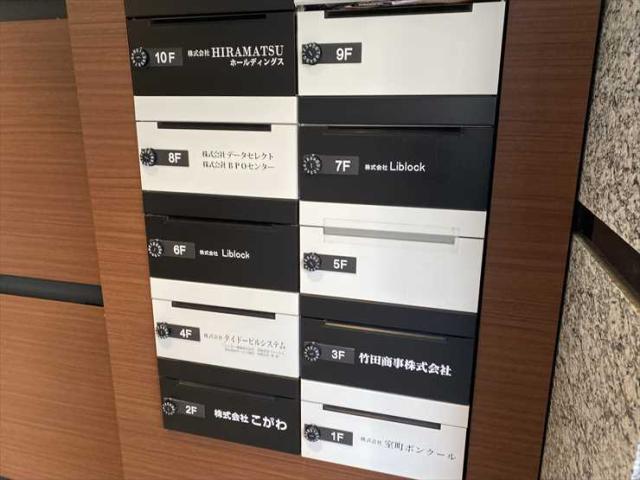 10F
株式会社 HIRAMATSU
ホールディングス
9F
8F
株式会社 データセレクト
株式会社 BPOセンター
7F
株式会社 Liblock
6F
株式会社 Liblock
5F
4F
株式会社 タイドービルシステム
3F
竹田商事株式会社
2F
株式会社 こがわ
1F
株式会社 室町ボンクール